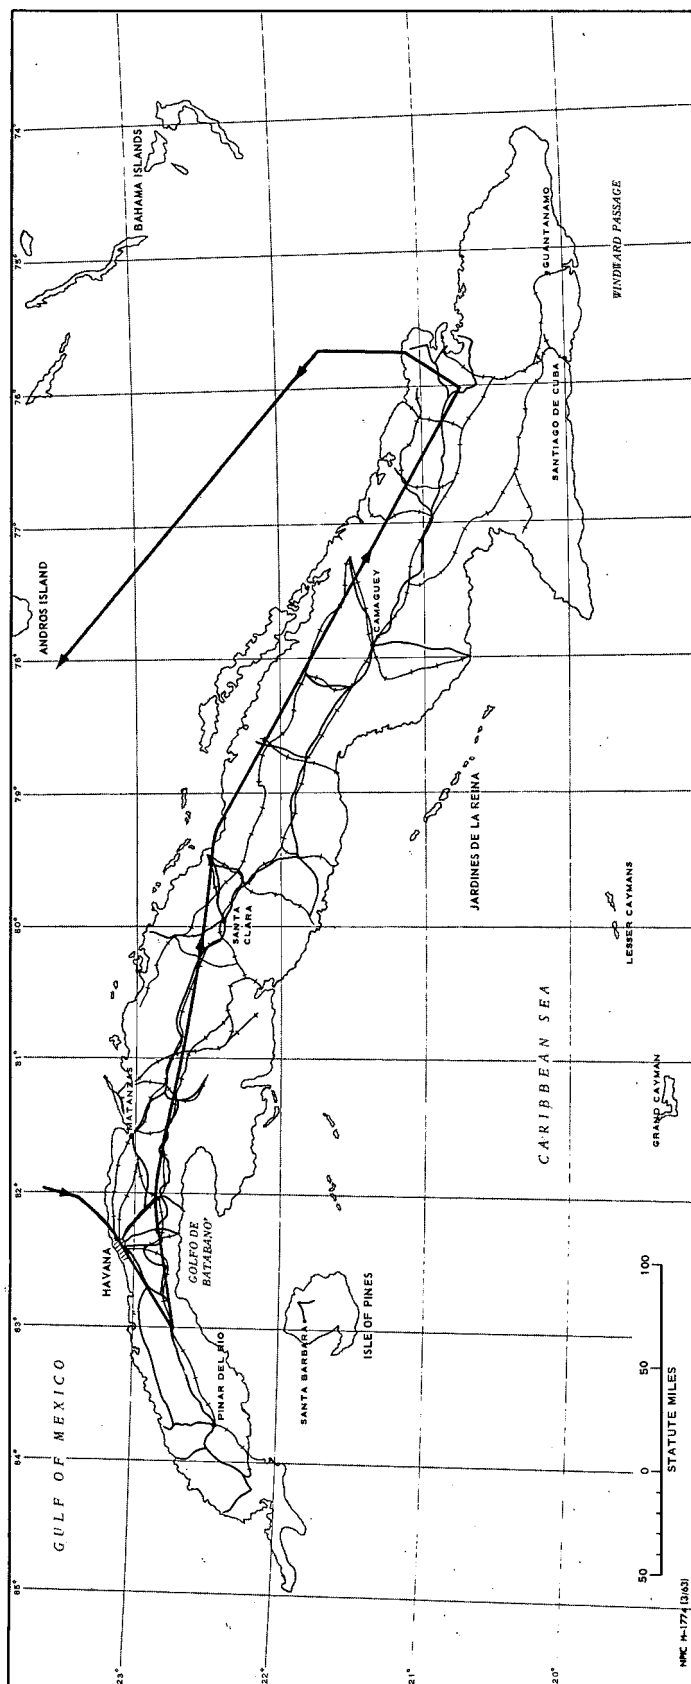 85°
84°
83°
82°
81°
80°
79°
78°
77°
76°
75°
74°
GULF OF MEXICO
ANDROS ISLAND
HAVANA
MATANZAS
BAHAMA ISLANDS
23°
PINAR DEL RIO
GOLFO DE
BATABANO
SANTA
CLARA
22°
SANTA BARBARA
ISLE OF PINES
CAMAGUEY
21°
JARDINES DE LA REINA
CARIBBEAN SEA
GUANTANAMO
SANTIAGO DE CUBA
20°
LESSER CAYMANS
WINDWARD PASSAGE
GRAND CAYMAN
50 0 50 100
STATUTE MILES
NPIC H-1774 (3/63)